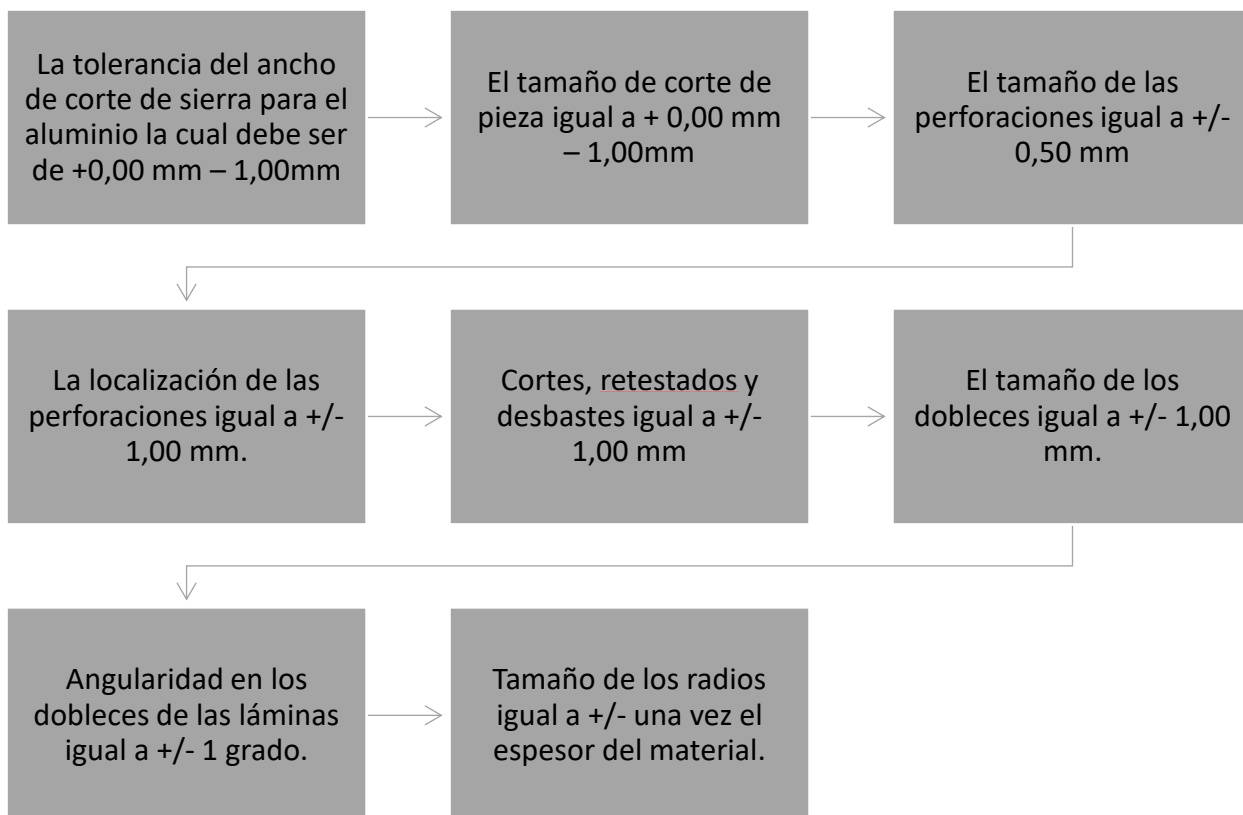 La tolerancia del ancho
de corte de sierra para el
aluminio la cual debe ser
de +0,00 mm – 1,00mm
El tamaño de corte de
pieza igual a + 0,00 mm
– 1,00mm
El tamaño de las
perforaciones igual a +/-
0,50 mm
La localización de las
perforaciones igual a +/-
1,00 mm.
Cortes, retestados y
desbastes igual a +/-
1,00 mm
El tamaño de los
dobleces igual a +/- 1,00
mm.
Angularidad en los
dobleces de las láminas
igual a +/- 1 grado.
Tamaño de los radios
igual a +/- una vez el
espesor del material.